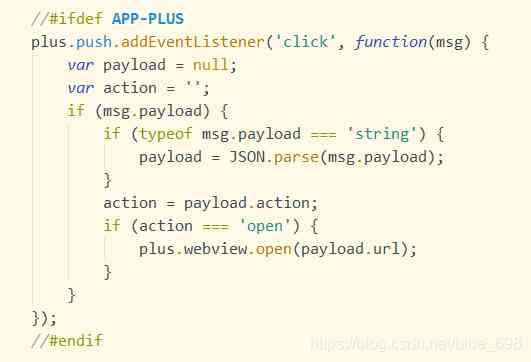 //#ifdef APP-PLUS
plus.push.addEventListener('click', function(msg) {
    var payload = null;
    var action = '';
    if (msg.payload) {
        if (typeof msg.payload === 'string') {
            payload = JSON.parse(msg.payload);
        }
        action = payload.action;
        if (action === 'open') {
            plus.webview.open(payload.url);
        }
    }
});
//#endif
https://blog.csdn.net/blue_698